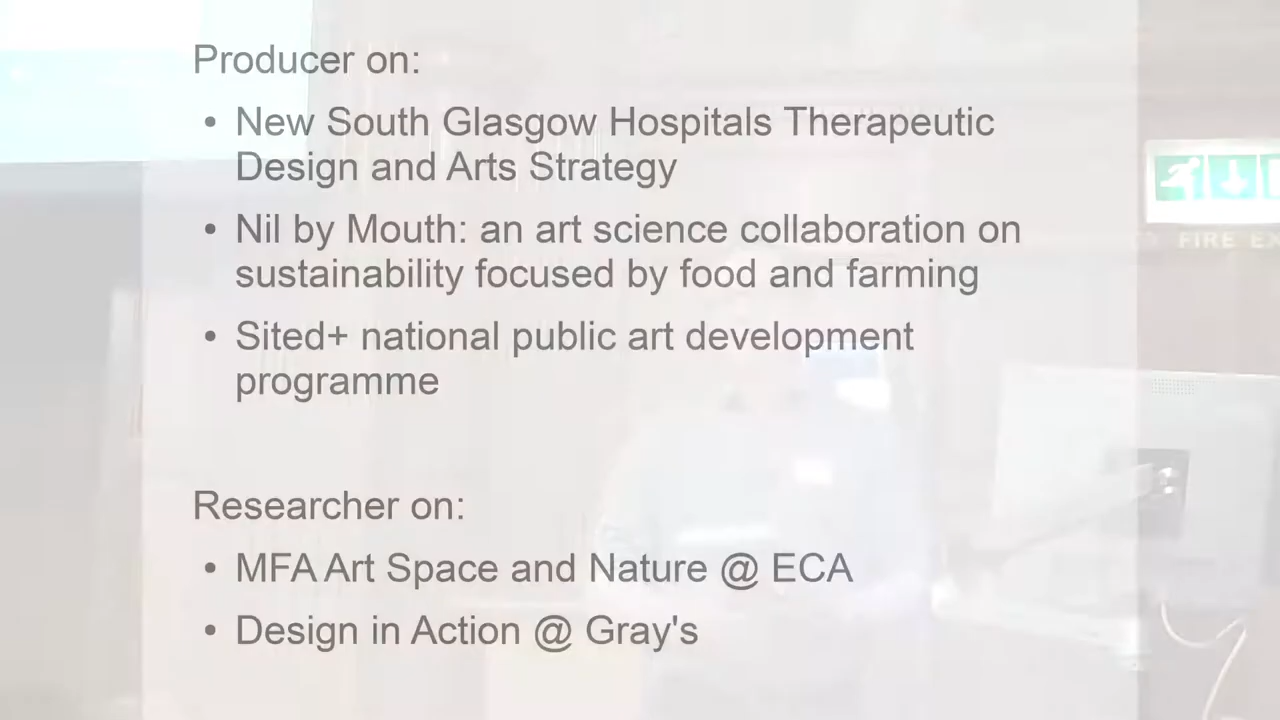 Producer on:
• New South Glasgow Hospitals Therapeutic
Design and Arts Strategy
• Nil by Mouth: an art science collaboration on
sustainability focused by food and farming
• Sited+ national public art development
programme
FIRE EX
Researcher on:
• MFA Art Space and Nature @ ECA
• Design in Action @ Gray's